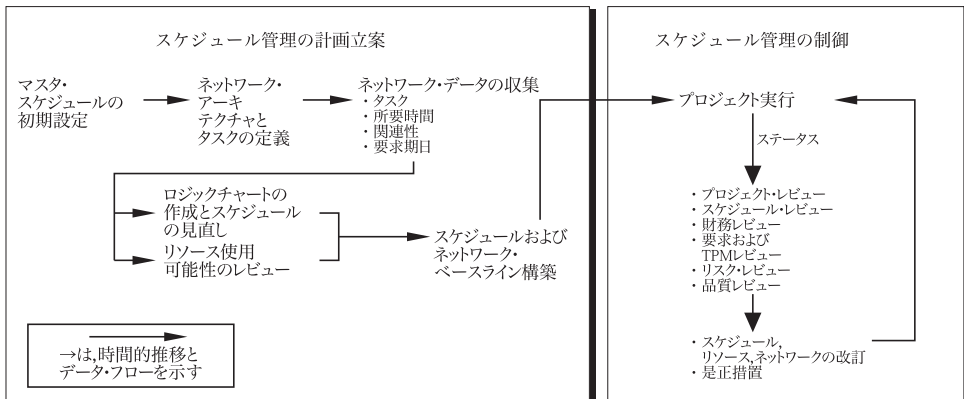 スケジュール管理の計画立案
マスタ・
スケジュールの
初期設定
ネットワーク・
アーキ
テクチャと
タスクの定義
ネットワーク・データの収集
・タスク
・所要時間
・関連性
・要求期日
ロジックチャートの
作成とスケジュール
の見直し
リソース使用
可能性のレビュー
スケジュールおよび
ネットワーク・
ベースライン構築
→は,時間的推移と
データ・フローを示す
スケジュール管理の制御
プロジェクト実行
ステータス
・プロジェクト・レビュー
・スケジュール・レビュー
・財務レビュー
・要求および
TPMレビュー
・リスク・レビュー
・品質レビュー
・スケジュール,
リソース,ネットワークの改訂
・是正措置